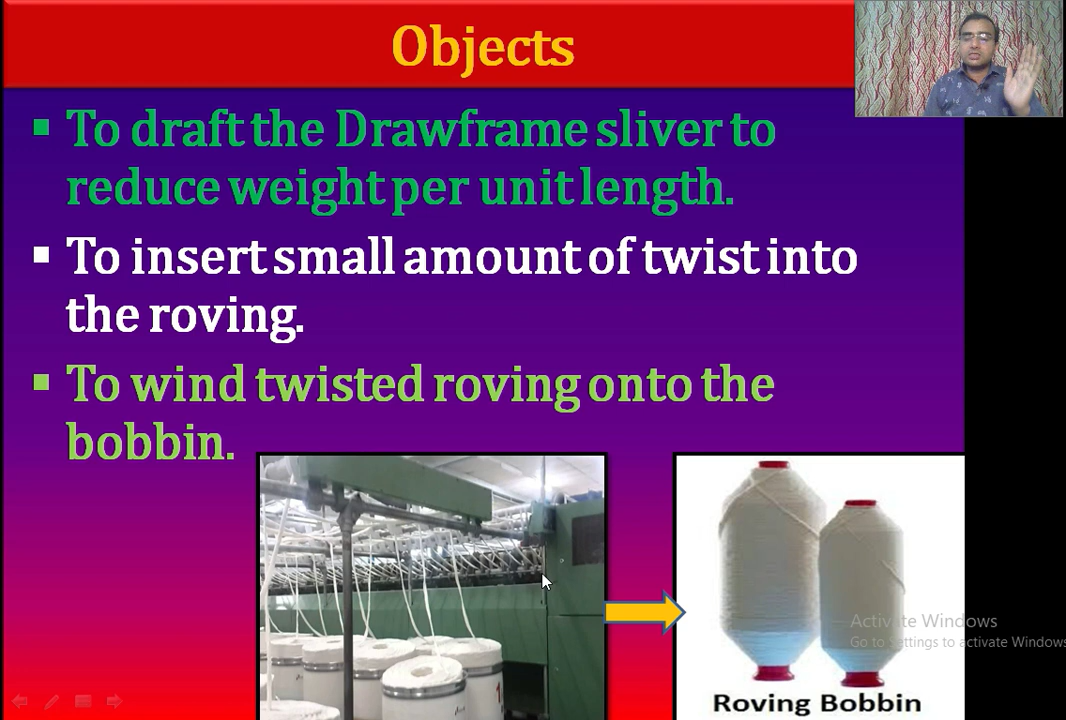 Objects
To draft the Drawframe sliver to
reduce weight per unit length.
To insert small amount of twist into
the roving.
To wind twisted roving onto the
bobbin.
Activate Windows
Go to Settings to activate Windows
Roving Bobbin